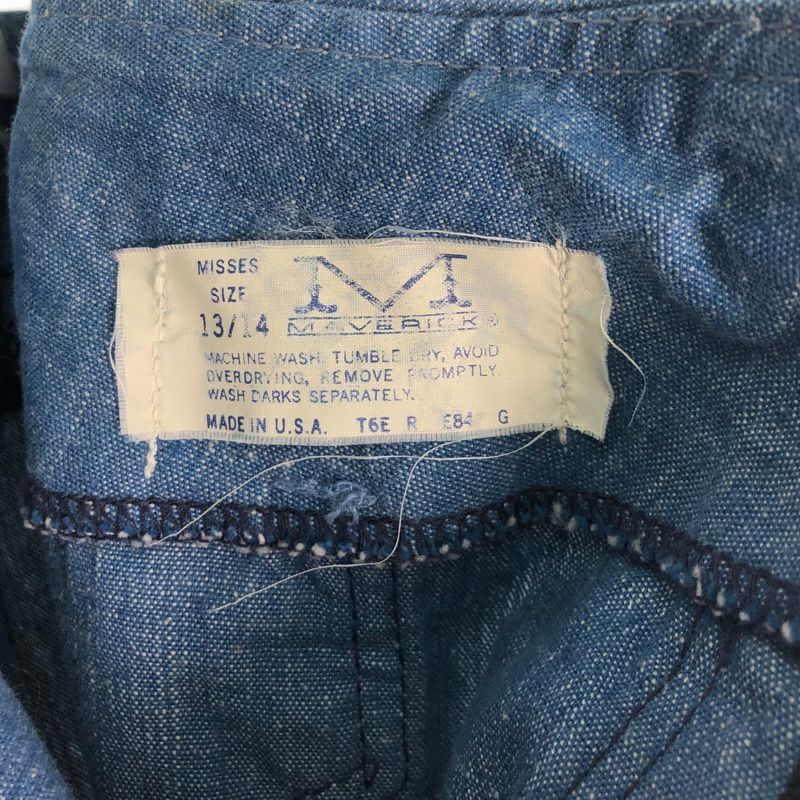 MISSES
SIZE
13/14
M
MAVERICK®
MACHINE WASH, TUMBLE DRY, AVOID
OVERDRYING, REMOVE PROMPTLY.
WASH DARKS SEPARATELY.
MADE IN U.S.A. T6E R E84 G